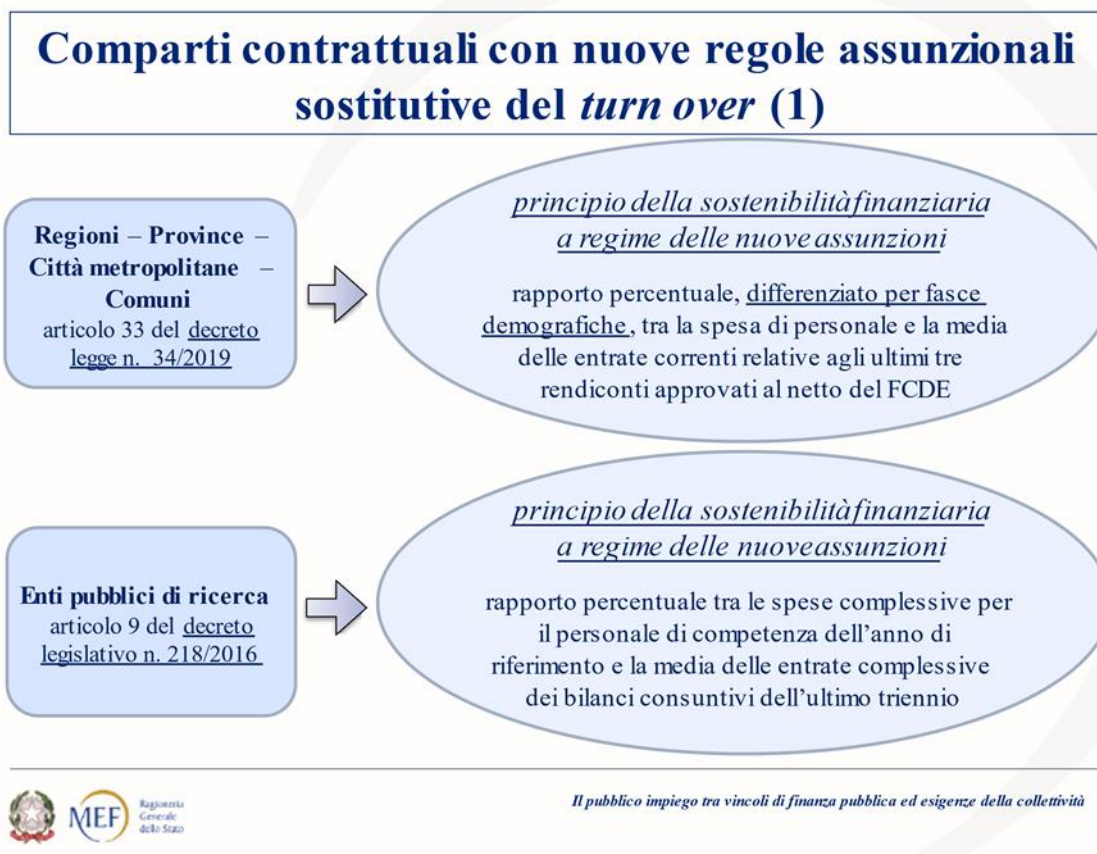 Comparti contrattuali con nuove regole assunzionali
sostitutive del turn over (1)
Regioni – Province –
Città metropolitane –
Comuni
articolo 33 del decreto
legge n. 34/2019
principio della sostenibilità finanziaria
a regime delle nuove assunzioni
rapporto percentuale, differenziato per fasce
demografiche, tra la spesa di personale e la media
delle entrate correnti relative agli ultimi tre
rendiconti approvati al netto del FCDE
Enti pubblici di ricerca
articolo 9 del decreto
legislativo n. 218/2016
principio della sostenibilità finanziaria
a regime delle nuove assunzioni
rapporto percentuale tra le spese complessive per
il personale di competenza dell’anno di
riferimento e la media delle entrate complessive
dei bilanci consuntivi dell’ultimo triennio
MEF
Ragioneria
Generale
dello Stato
Il pubblico impiego tra vincoli di finanza pubblica ed esigenze della collettività